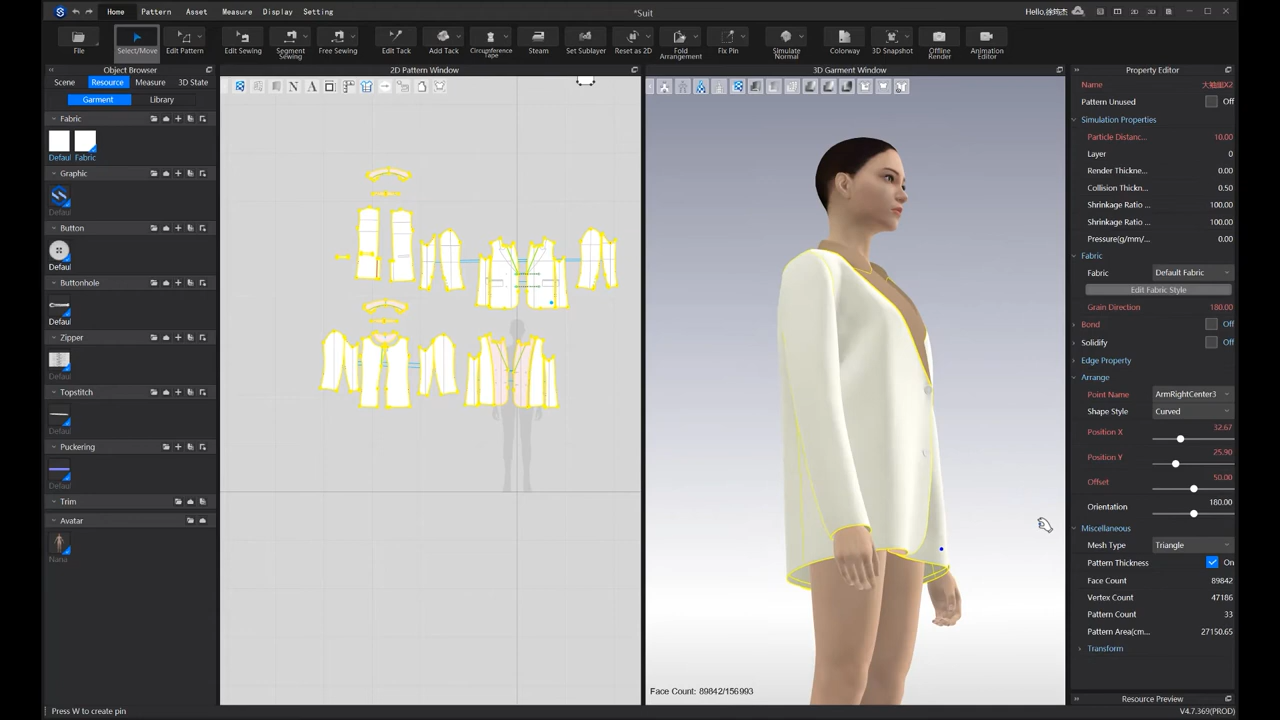 Home Pattern Asset Measure Display Setting
*Suit
File
Select/Move
Edit Pattern
Edit Sewing
Segment Sewing
Free Sewing
Edit Tack
Add Tack
Circumference Tape
Steam
Set Sublayer
Reset as 2D
Fold Arrangement
Fix Pin
Simulate Normal
Colorway
3D Snapshot
Offline Render
Animation Editor
Object Browser
2D Pattern Window
3D Garment Window
Property Editor
Scene Resource Measure 3D State
Garment Library
Fabric
Defaul Fabric
Graphic
Defaul
Button
Defaul
Buttonhole
Defaul
Zipper
Defaul
Topstitch
Defaul
Puckering
Defaul
Trim
Avatar
Nana
Press W to create pin
Face Count: 89842/156993
Name
Pattern Unused Off
Simulation Properties
Particle Distanc... 10.00
Layer 0
Render Thickne... 0.00
Collision Thickn... 0.50
Shrinkage Ratio ... 100.00
Shrinkage Ratio ... 100.00
Pressure(g/mm/... 0.00
Fabric
Fabric Default Fabric
Edit Fabric Style
Grain Direction 180.00
Bond Off
Solidify Off
Edge Property
Arrange
Point Name ArmRightCenter3
Shape Style Curved
Position X 32.67
Position Y 25.90
Offset 50.00
Orientation 180.00
Miscellaneous
Mesh Type Triangle
Pattern Thickness On
Face Count 89842
Vertex Count 47186
Pattern Count 33
Pattern Area(cm... 27150.65
Transform
Resource Preview
V4.7.369(PROD)